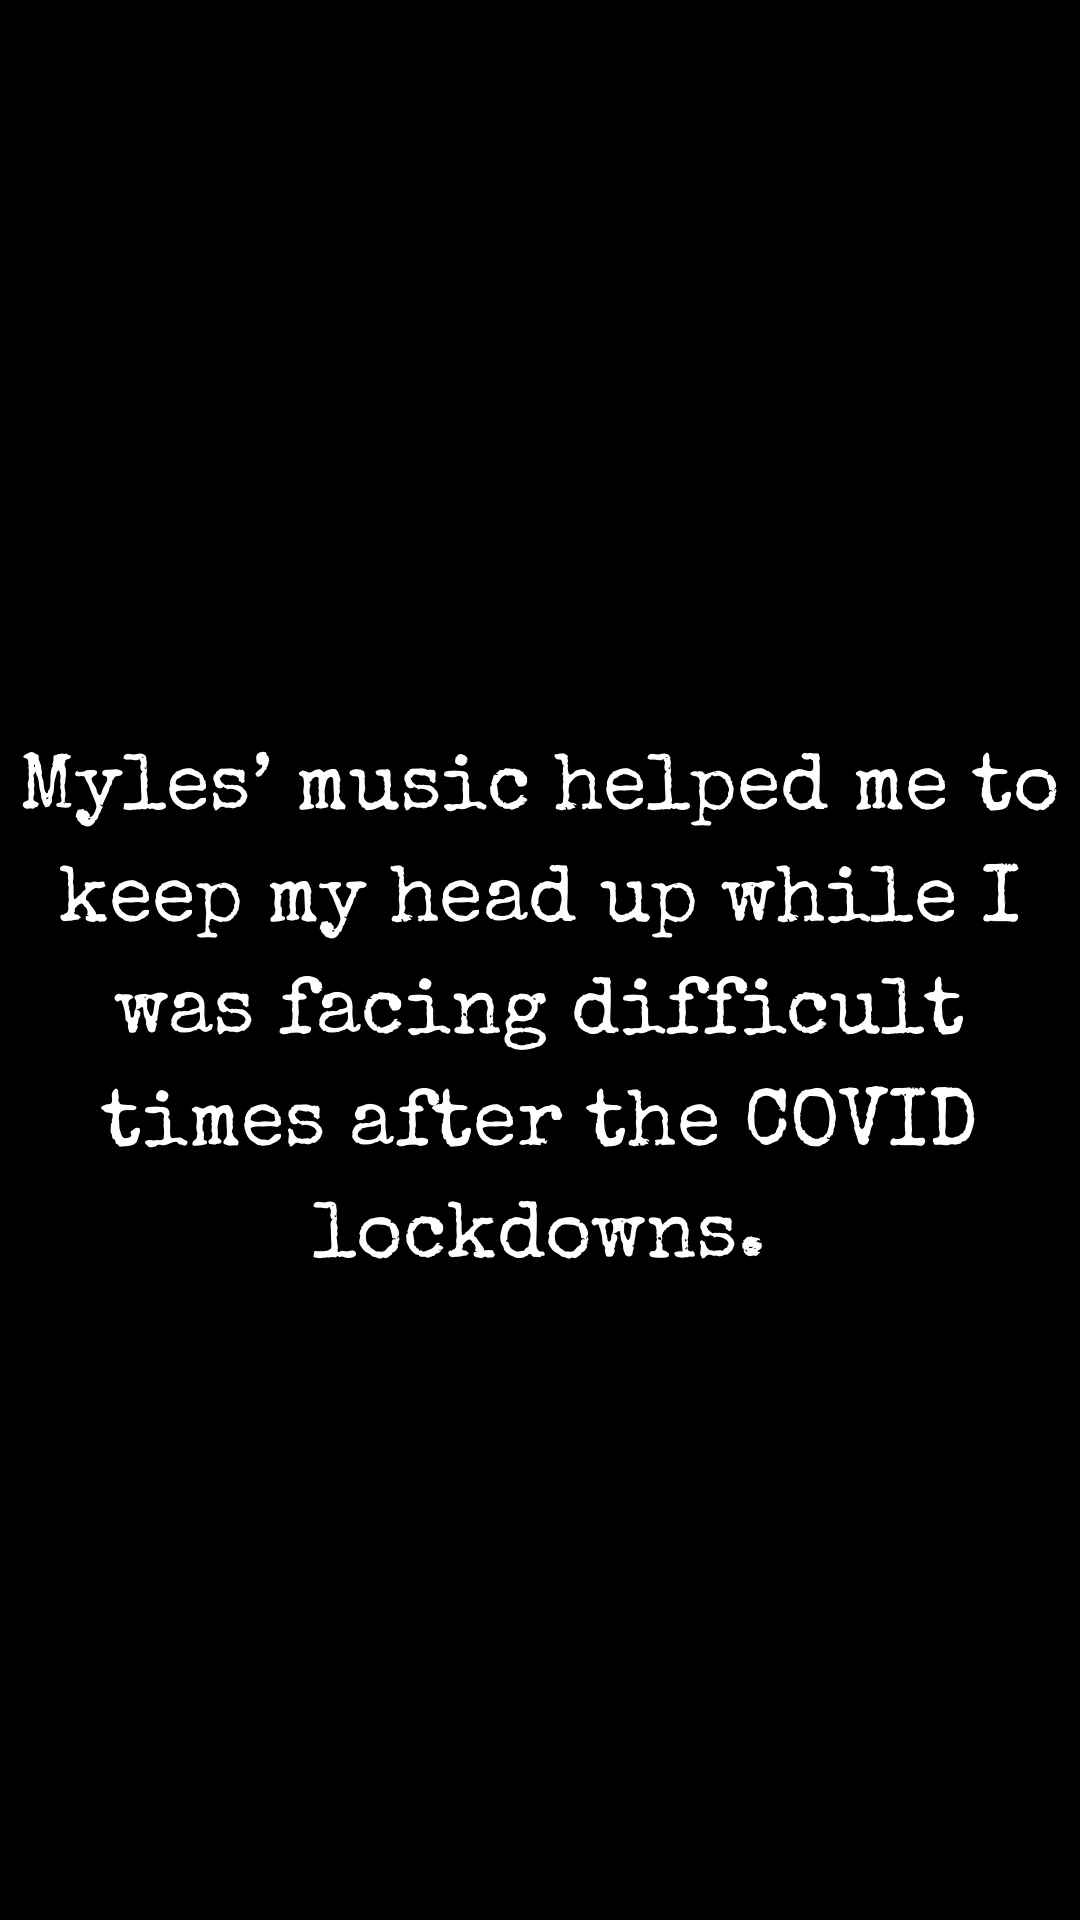 Myles’ music helped me to
keep my head up while I
was facing difficult
times after the COVID
lockdowns.